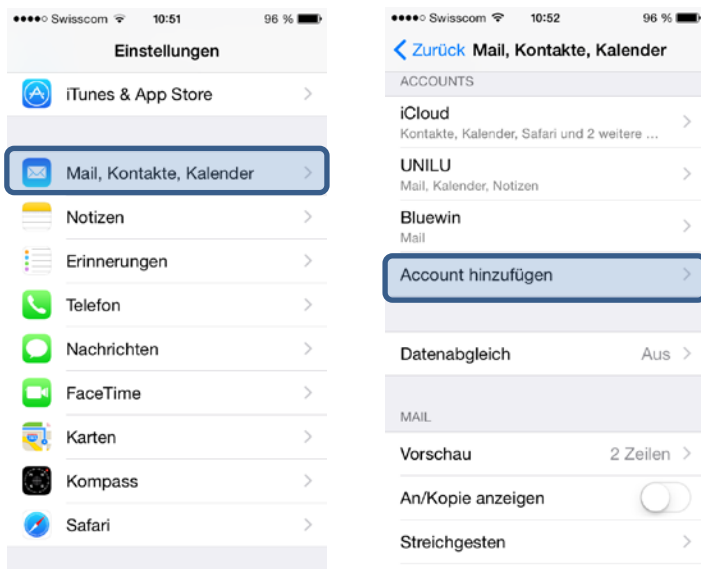 Swisscom 10:51 96 %
Einstellungen
iTunes & App Store
Mail, Kontakte, Kalender
Notizen
Erinnerungen
Telefon
Nachrichten
FaceTime
Karten
Kompass
Safari
Swisscom 10:52 96 %
Zurück Mail, Kontakte, Kalender
ACCOUNTS
iCloud
Kontakte, Kalender, Safari und 2 weitere ...
UNILU
Mail, Kalender, Notizen
Bluewin
Mail
Account hinzufügen
Datenabgleich Aus
MAIL
Vorschau 2 Zeilen
An/Kopie anzeigen
Streichgesten